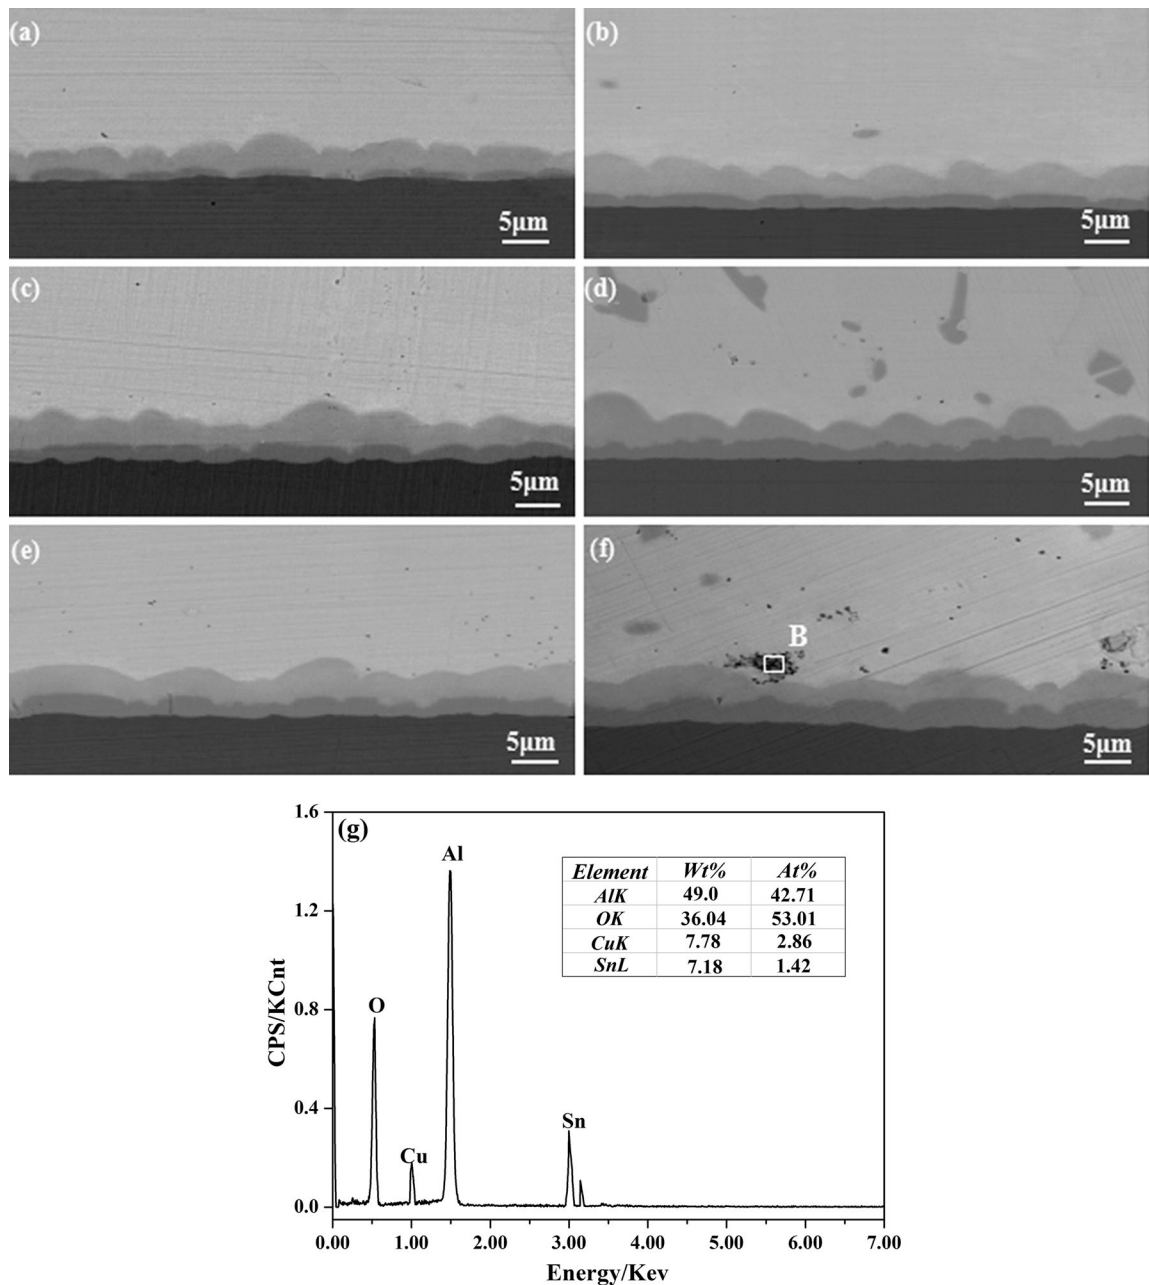 (a)
(b)
5μm
5μm
(c)
(d)
5μm
5μm
(e)
(f)
B
5μm
5μm
(g)
1.6
1.2
0.8
0.4
0.0
CPS/KCnt
Al
O
Cu
Sn
Element Wt% At%
AlK 49.0 42.71
OK 36.04 53.01
CuK 7.78 2.86
SnL 7.18 1.42
0.00 1.00 2.00 3.00 4.00 5.00 6.00 7.00
Energy/Kev